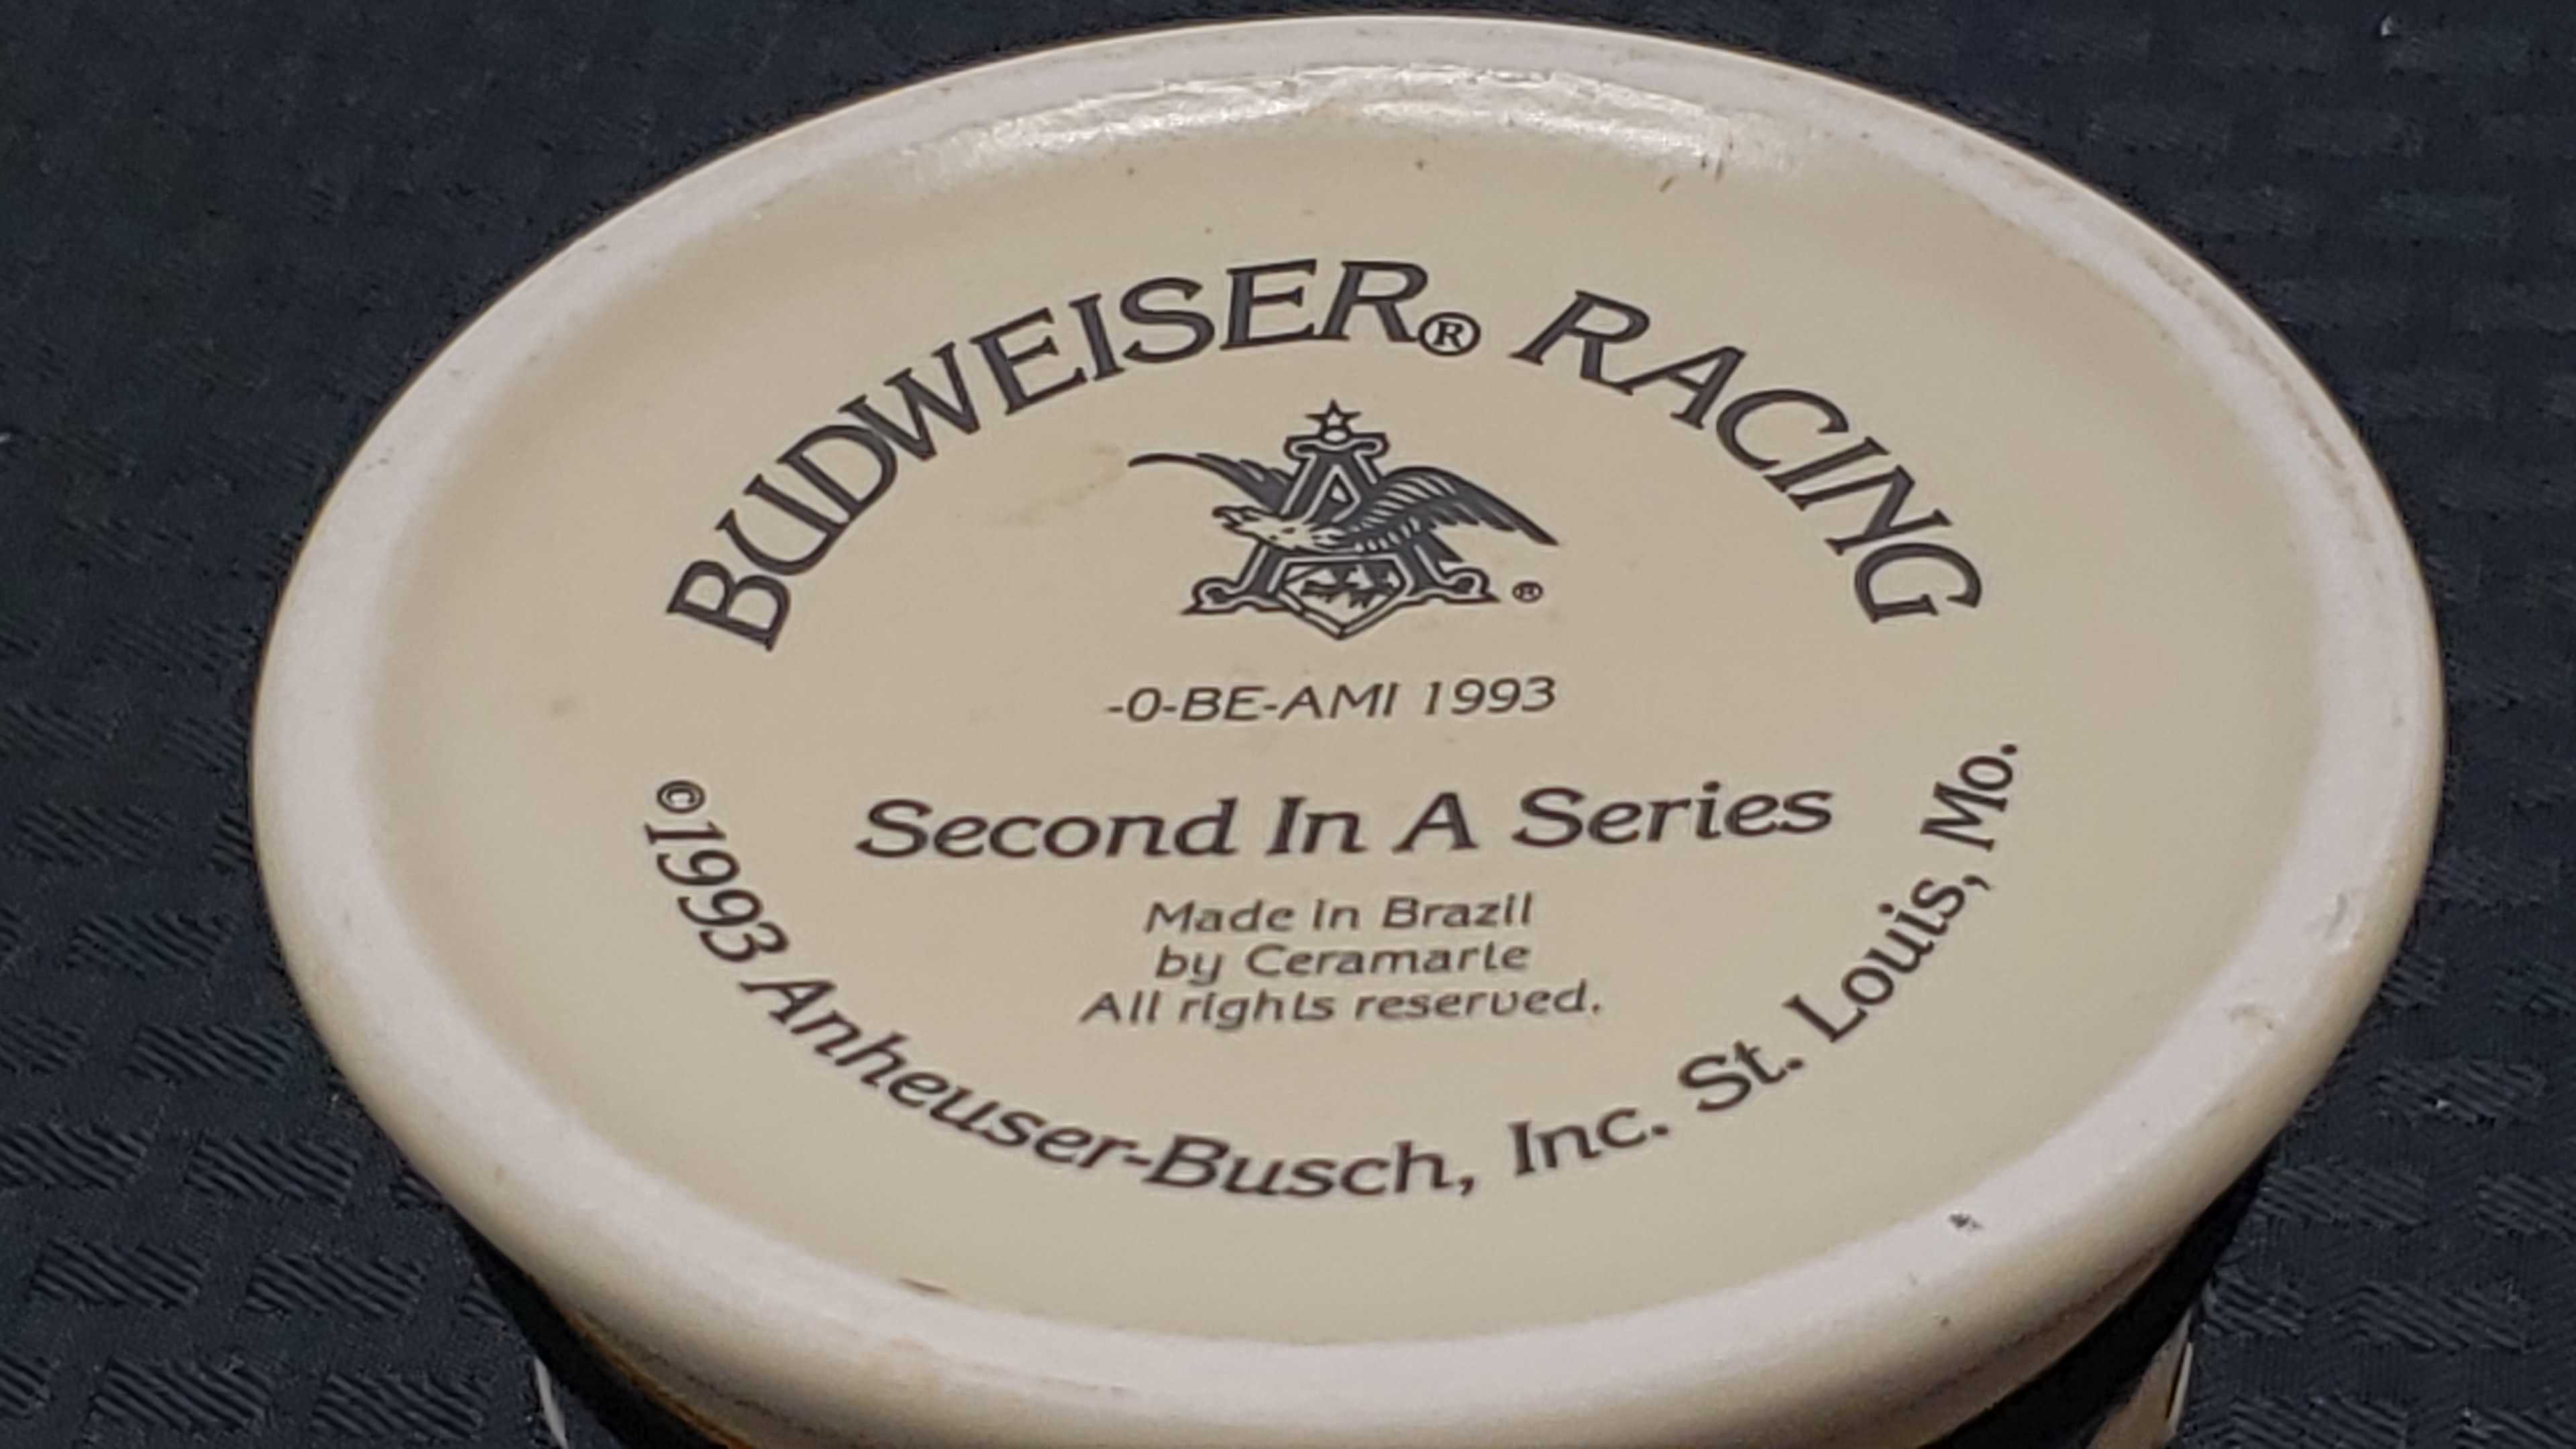 BUDWEISER® RACING
A
®
-0-BE-AMI 1993
Second In A Series
Made in Brazil
by Ceramarte
All rights reserved.
©1993 Anheuser-Busch, Inc. St. Louis, Mo.